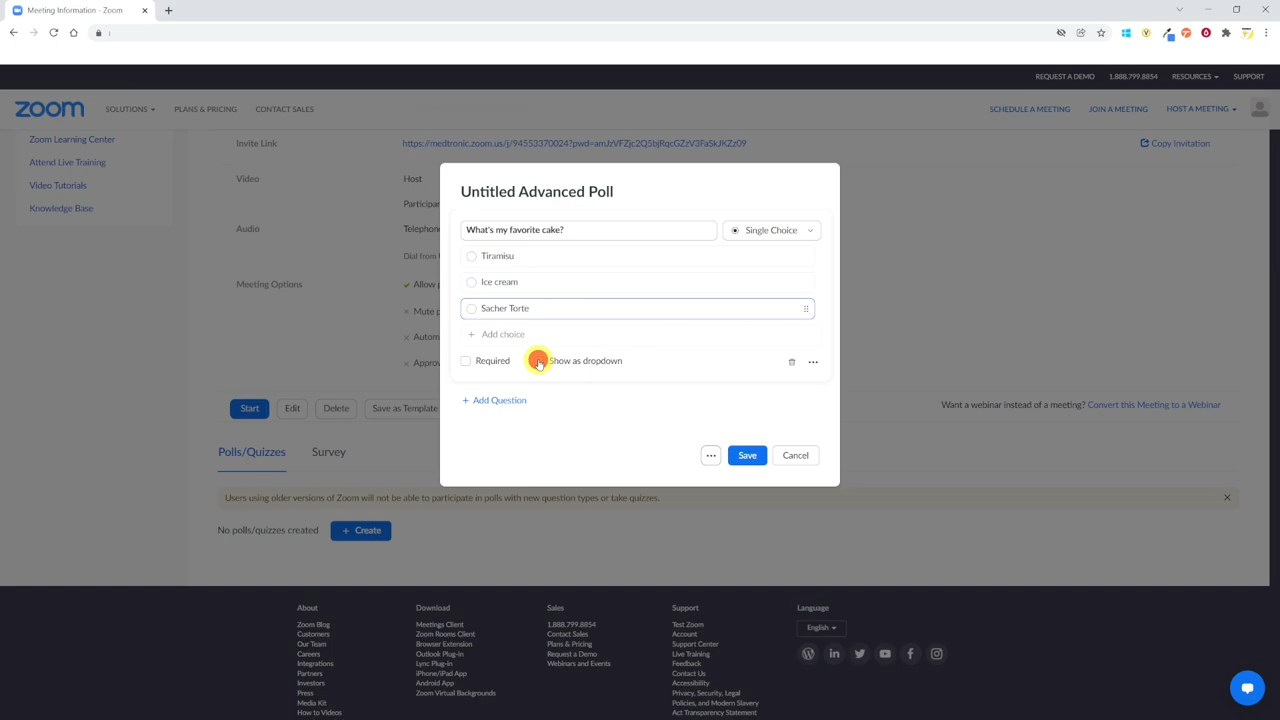 Meeting Information - Zoom
REQUEST A DEMO 1.888.799.8854 RESOURCES SUPPORT
zoom SOLUTIONS PLANS & PRICING CONTACT SALES SCHEDULE A MEETING JOIN A MEETING HOST A MEETING
Zoom Learning Center
Attend Live Training
Video Tutorials
Knowledge Base
Invite Link https://medtronic.zoom.us/j/94553370024?pwd=amJzVFZjc2Q5bjRqcGZzV3FaSkJKZz09 Copy Invitation
Video Host
Participan
Audio Telephone
Dial from
Meeting Options Allow p
Mute p
Autom
Approv
Untitled Advanced Poll
What's my favorite cake? Single Choice
Tiramisu
Ice cream
Sacher Torte
+ Add choice
Required Show as dropdown
+ Add Question
... Save Cancel
Start Edit Delete Save as Template
Want a webinar instead of a meeting? Convert this Meeting to a Webinar
Polls/Quizzes Survey
Users using older versions of Zoom will not be able to participate in polls with new question types or take quizzes.
No polls/quizzes created + Create
About
Zoom Blog
Customers
Our Team
Careers
Integrations
Partners
Investors
Press
Media Kit
How to Videos
Download
Meetings Client
Zoom Rooms Client
Browser Extension
Outlook Plug-in
Lync Plug-in
iPhone/iPad App
Android App
Zoom Virtual Backgrounds
Sales
1.888.799.8854
Contact Sales
Plans & Pricing
Request a Demo
Webinars and Events
Support
Test Zoom
Account
Support Center
Live Training
Feedback
Contact Us
Accessibility
Privacy, Security, Legal
Policies, and Modern Slavery
Act Transparency Statement
Language
English